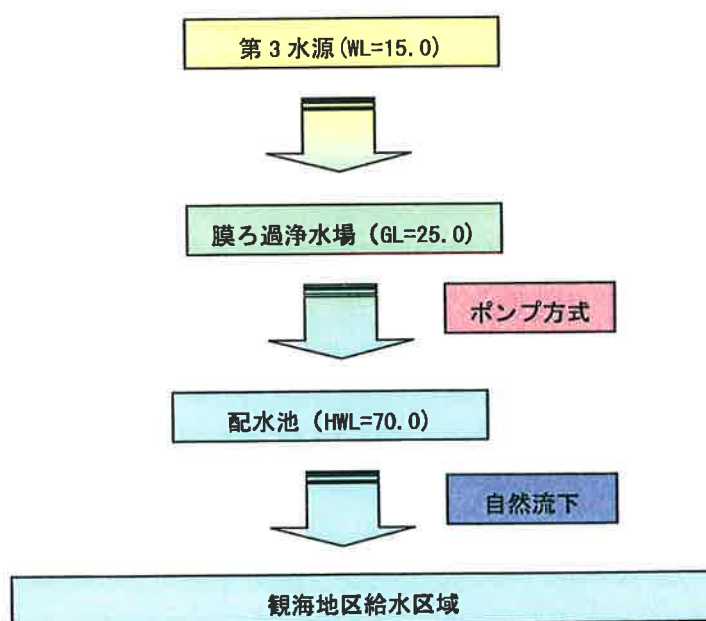 第3水源(WL=15.0)
膜ろ過浄水場（GL=25.0）
ポンプ方式
配水池（HWL=70.0）
自然流下
観海地区給水区域